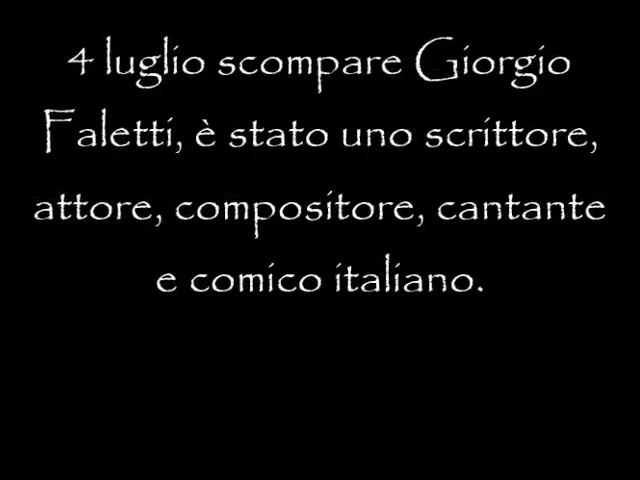 4 luglio scompare Giorgio
Faletti, è stato uno scrittore,
attore, compositore, cantante
e comico italiano.